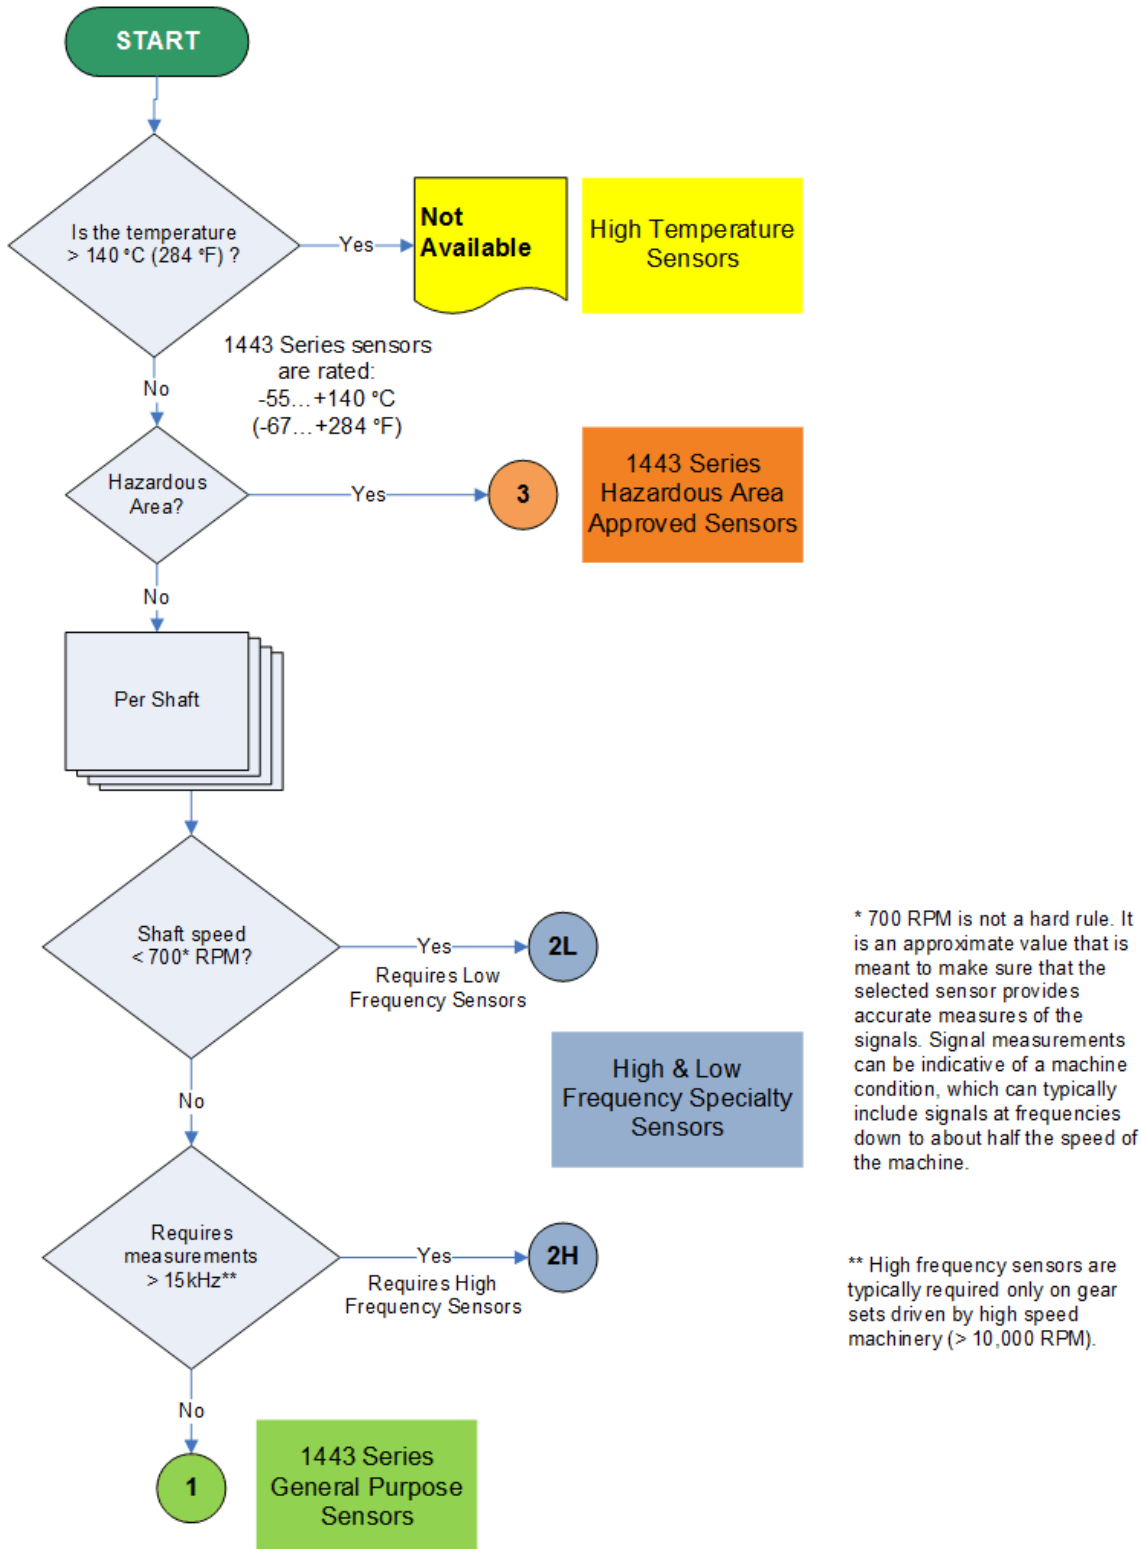 START
Is the temperature
> 140 °C (284 °F) ?
Yes
Not
Available
High Temperature
Sensors
1443 Series sensors
are rated:
-55...+140 °C
(-67...+284 °F)
No
Hazardous
Area?
Yes
3
1443 Series
Hazardous Area
Approved Sensors
No
Per Shaft
Shaft speed
< 700* RPM?
Yes
Requires Low
Frequency Sensors
2L
* 700 RPM is not a hard rule. It
is an approximate value that is
meant to make sure that the
selected sensor provides
accurate measures of the
signals. Signal measurements
can be indicative of a machine
condition, which can typically
include signals at frequencies
down to about half the speed of
the machine.
High & Low
Frequency Specialty
Sensors
No
Requires
measurements
> 15kHz**
Yes
Requires High
Frequency Sensors
2H
** High frequency sensors are
typically required only on gear
sets driven by high speed
machinery (> 10,000 RPM).
No
1
1443 Series
General Purpose
Sensors